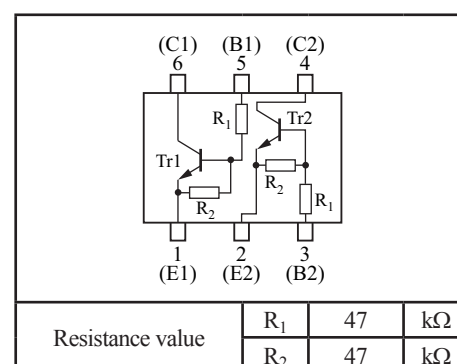 (C1) (B1) (C2)
6 5 4
R1 Tr2
Tr1
R2 R2 R1
1 2 3
(E1) (E2) (B2)
Resistance value R1 47 kΩ
R2 47 kΩ